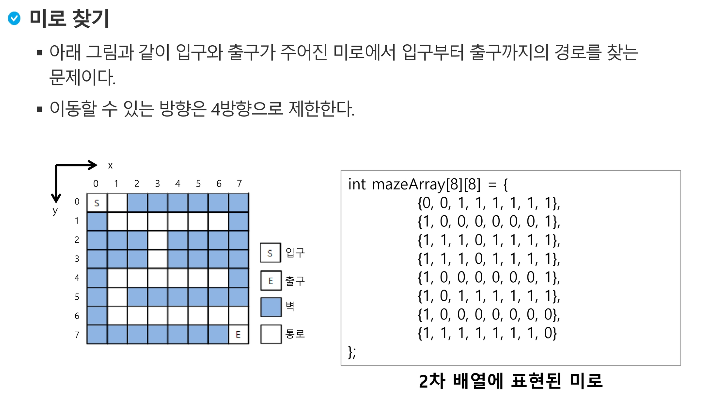 미로 찾기
▪ 아래 그림과 같이 입구와 출구가 주어진 미로에서 입구부터 출구까지의 경로를 찾는
문제이다.
▪ 이동할 수 있는 방향은 4방향으로 제한한다.
x
0 1 2 3 4 5 6 7
y
0
1
2
3
4
5
6
7
S
E
S 입구
E 출구
벽
통로
int mazeArray[8][8] = {
{0, 0, 1, 1, 1, 1, 1, 1},
{1, 0, 0, 0, 0, 0, 0, 1},
{1, 1, 1, 0, 1, 1, 1, 1},
{1, 1, 1, 0, 1, 1, 1, 1},
{1, 0, 0, 0, 0, 0, 0, 1},
{1, 0, 1, 1, 1, 1, 1, 1},
{1, 0, 0, 0, 0, 0, 0, 0},
{1, 1, 1, 1, 1, 1, 1, 0}
};
2차 배열에 표현된 미로